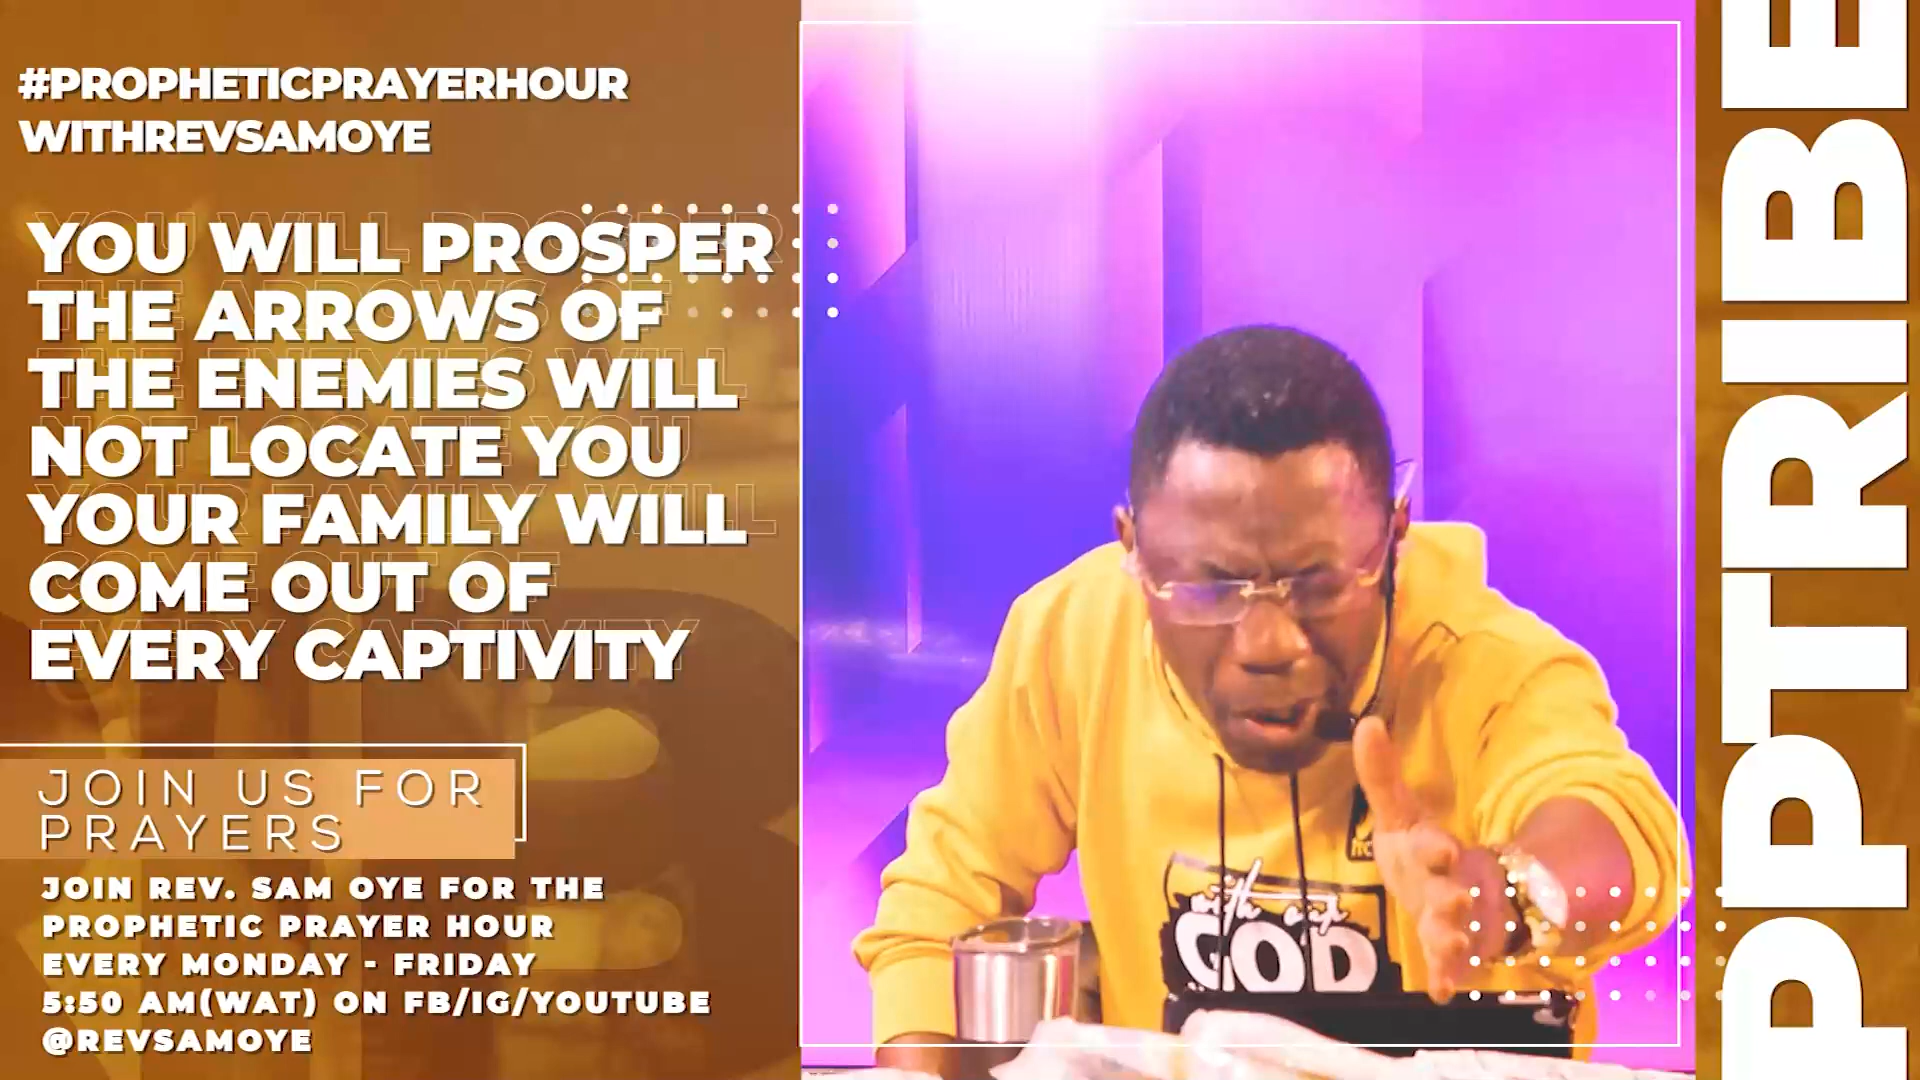 #PROPHETICPRAYERHOUR
WITHREVSAMOYE
YOU WILL PROSPER
THE ARROWS OF
THE ENEMIES WILL
NOT LOCATE YOU
YOUR FAMILY WILL
COME OUT OF
EVERY CAPTIVITY
JOIN US FOR
PRAYERS
JOIN REV. SAM OYE FOR THE
PROPHETIC PRAYER HOUR
EVERY MONDAY - FRIDAY
5:50 AM(WAT) ON FB/IG/YOUTUBE
@REVSAMOYE
with out
GOD
PPTRIBE